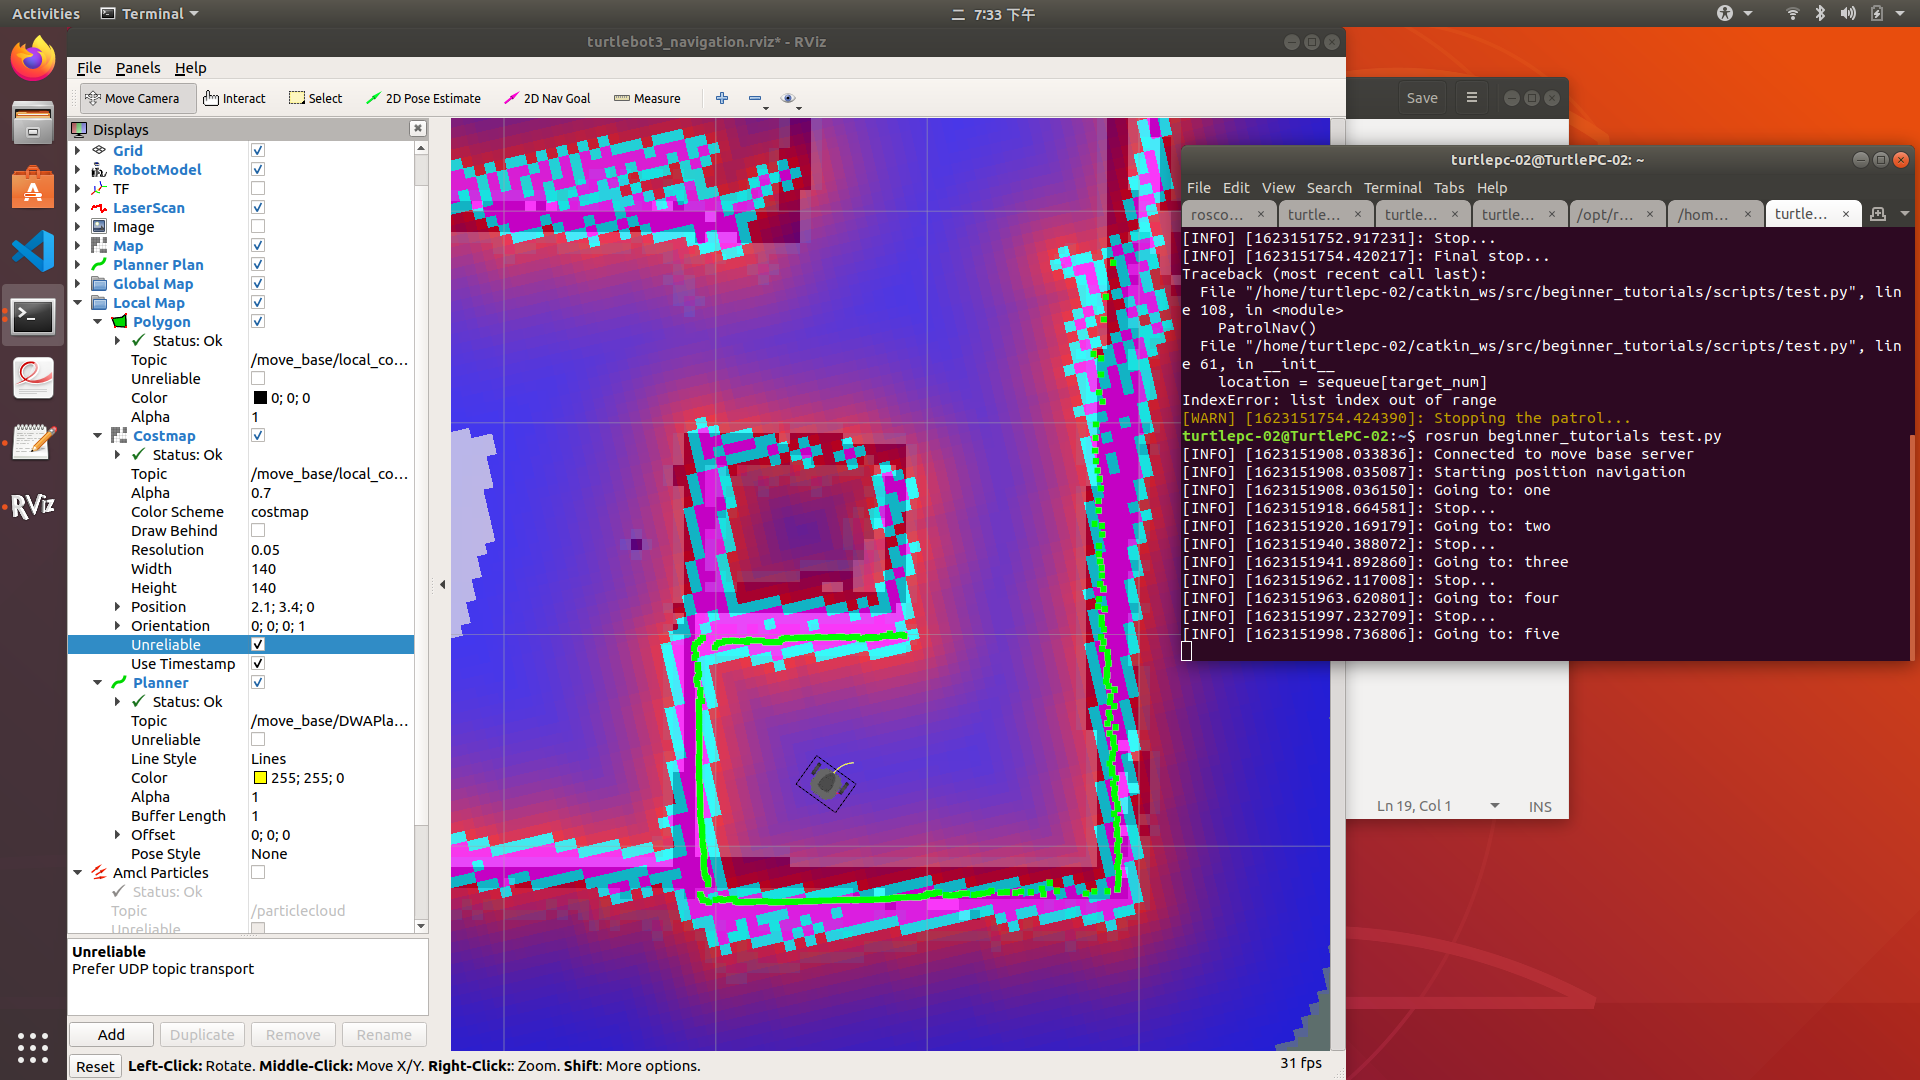 Activities
Terminal
二 7:33 下午
turtlebot3_navigation.rviz* - RViz
File Panels Help
Move Camera Interact Select 2D Pose Estimate 2D Nav Goal Measure
Displays
Grid
RobotModel
TF
LaserScan
Image
Map
Planner Plan
Global Map
Local Map
Polygon
Status: Ok
Topic /move_base/local_co...
Unreliable
Color 0; 0; 0
Alpha 1
Costmap
Status: Ok
Topic /move_base/local_co...
Alpha 0.7
Color Scheme costmap
Draw Behind
Resolution 0.05
Width 140
Height 140
Position 2.1; 3.4; 0
Orientation 0; 0; 0; 1
Unreliable
Use Timestamp
Planner
Status: Ok
Topic /move_base/DWAPla...
Unreliable
Line Style Lines
Color 255; 255; 0
Alpha 1
Buffer Length 1
Offset 0; 0; 0
Pose Style None
Amcl Particles
Status: Ok
Topic /particlecloud
Unreliable
Unreliable
Prefer UDP topic transport
Add Duplicate Remove Rename
Reset Left-Click: Rotate. Middle-Click: Move X/Y. Right-Click:: Zoom. Shift: More options.
31 fps
RViz
Save
turtlepc-02@TurtlePC-02: ~
File Edit View Search Terminal Tabs Help
rosco... turtle... turtle... turtle... /opt/r... /hom... turtle...
[INFO] [1623151752.917231]: Stop...
[INFO] [1623151754.420217]: Final stop...
Traceback (most recent call last):
File "/home/turtlepc-02/catkin_ws/src/beginner_tutorials/scripts/test.py", lin
e 108, in <module>
PatrolNav()
File "/home/turtlepc-02/catkin_ws/src/beginner_tutorials/scripts/test.py", lin
e 61, in __init__
location = sequeue[target_num]
IndexError: list index out of range
[WARN] [1623151754.424390]: Stopping the patrol...
turtlepc-02@TurtlePC-02:~$ rosrun beginner_tutorials test.py
[INFO] [1623151908.033836]: Connected to move base server
[INFO] [1623151908.035087]: Starting position navigation
[INFO] [1623151908.036150]: Going to: one
[INFO] [1623151918.664581]: Stop...
[INFO] [1623151920.169179]: Going to: two
[INFO] [1623151940.388072]: Stop...
[INFO] [1623151941.892860]: Going to: three
[INFO] [1623151962.117008]: Stop...
[INFO] [1623151963.620801]: Going to: four
[INFO] [1623151997.232709]: Stop...
[INFO] [1623151998.736806]: Going to: five
Ln 19, Col 1 INS